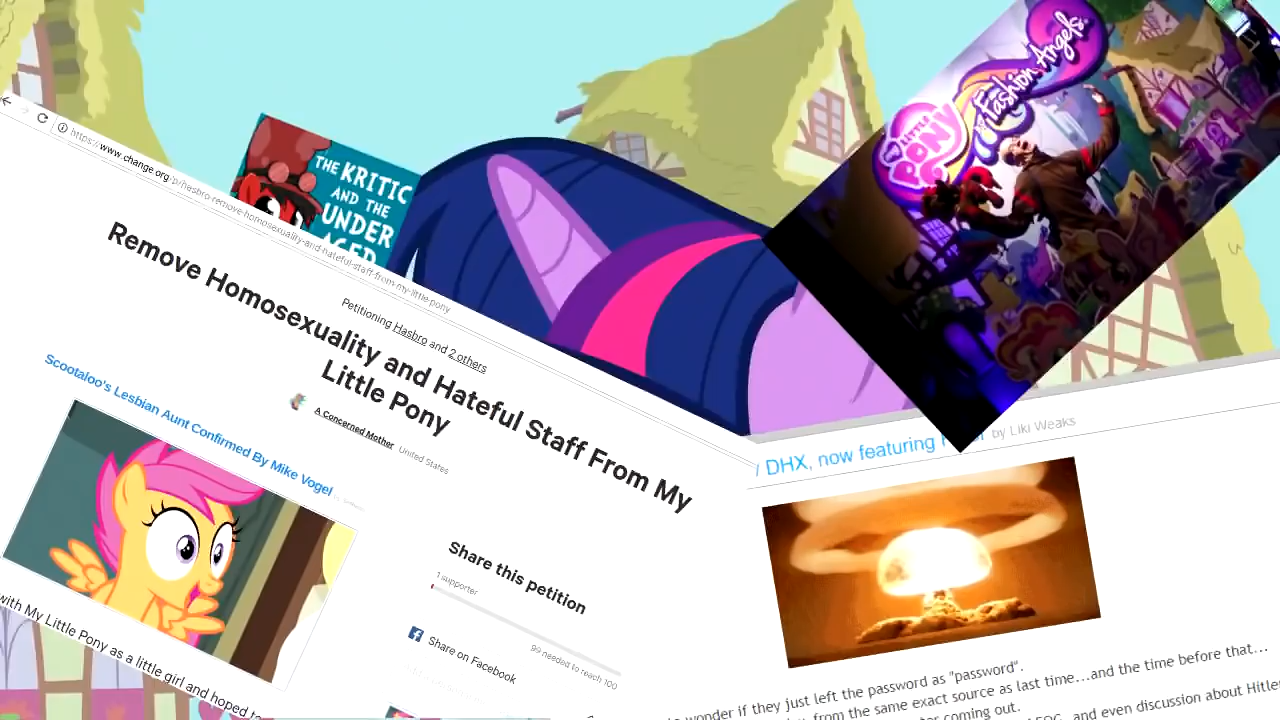 MY LITTLE PONY
Fashion Angels
THE KRITIC
AND THE
UNDER
AGED
https://www.change.org/p/hasbro-remove-homosexuality-and-hateful-staff-from-my-little-pony
Petitioning Hasbro and 2 others
Remove Homosexuality and Hateful Staff From My
Little Pony
A Concerned Mother United States
Scootaloo's Lesbian Aunt Confirmed By Mike Vogel
Share this petition
1 supporter
99 needed to reach 100
Share on Facebook
with My Little Pony as a little girl and hoped to
/ DHX, now featuring
by Liki Weaks
wonder if they just left the password as "password".
from the same exact source as last time...and the time before that...
coming out.
and even discussion about Hitler